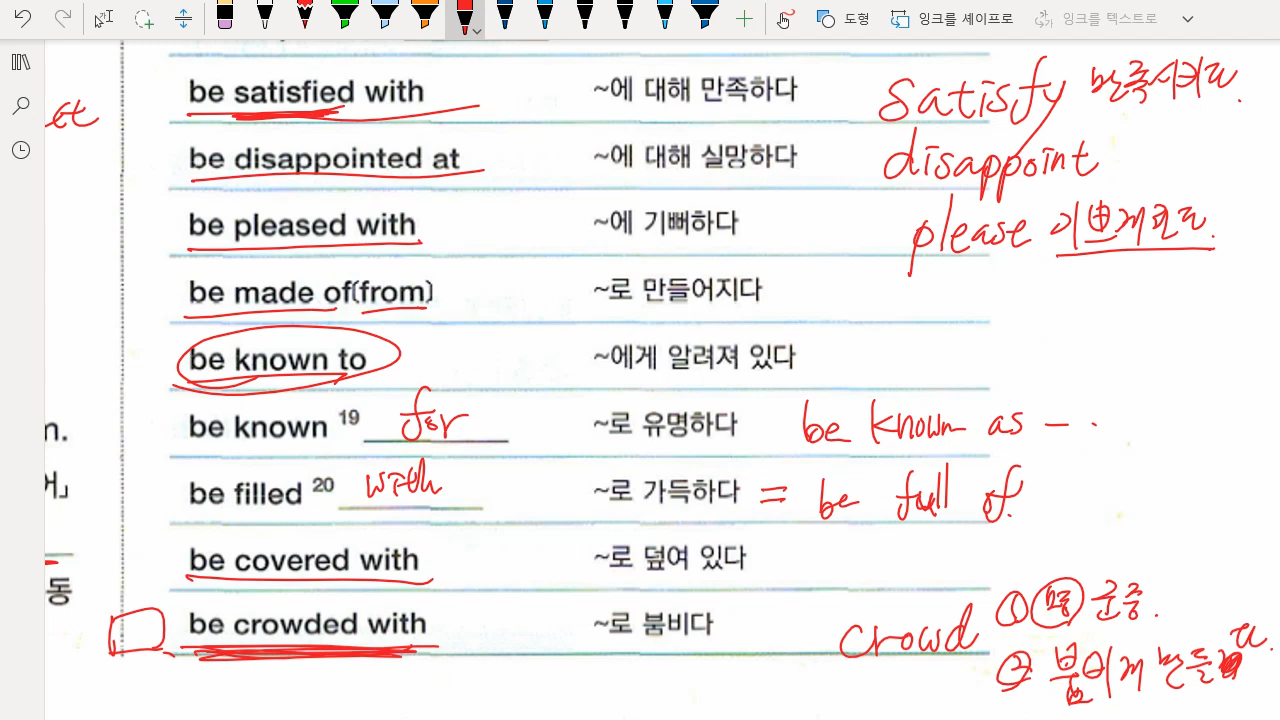 도형 잉크를 셰이프로 잉크를 텍스트로
be satisfied with ~에 대해 만족하다 satisfy 만족시키다.
be disappointed at ~에 대해 실망하다 disappoint
be pleased with ~에 기뻐하다 please 기쁘게 한다.
be made of(from) ~로 만들어지다
be known to ~에게 알려져 있다
be known 19 for ~로 유명하다 be known as
be filled 20 with ~로 가득하다 = be full of.
be covered with ~로 덮여 있다
동
be crowded with ~로 붐비다 crowd ① 군중.
② 붐비게 만들다.